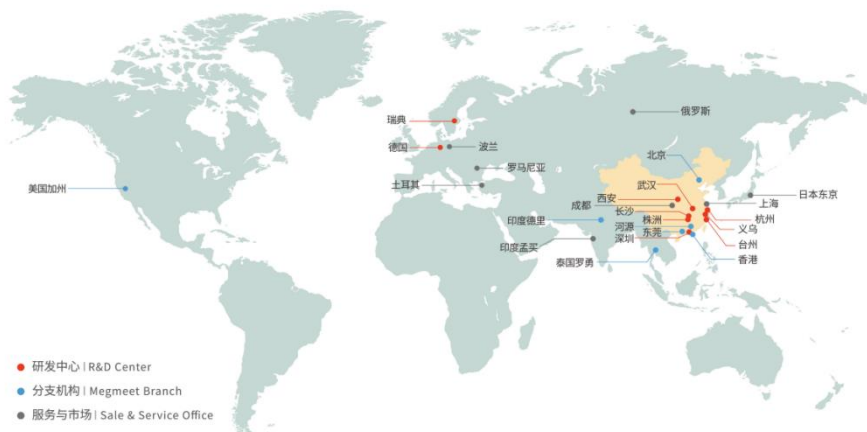 俄罗斯
瑞典
德国
波兰
北京
罗马尼亚
武汉
美国加州
土耳其
西安
日本东京
成都
上海
长沙
杭州
印度德里
株洲
河源
义乌
东莞
印度孟买
深圳
台州
泰国罗勇
香港
研发中心 | R&D Center
分支机构 | Megmeet Branch
服务与市场 | Sale & Service Office